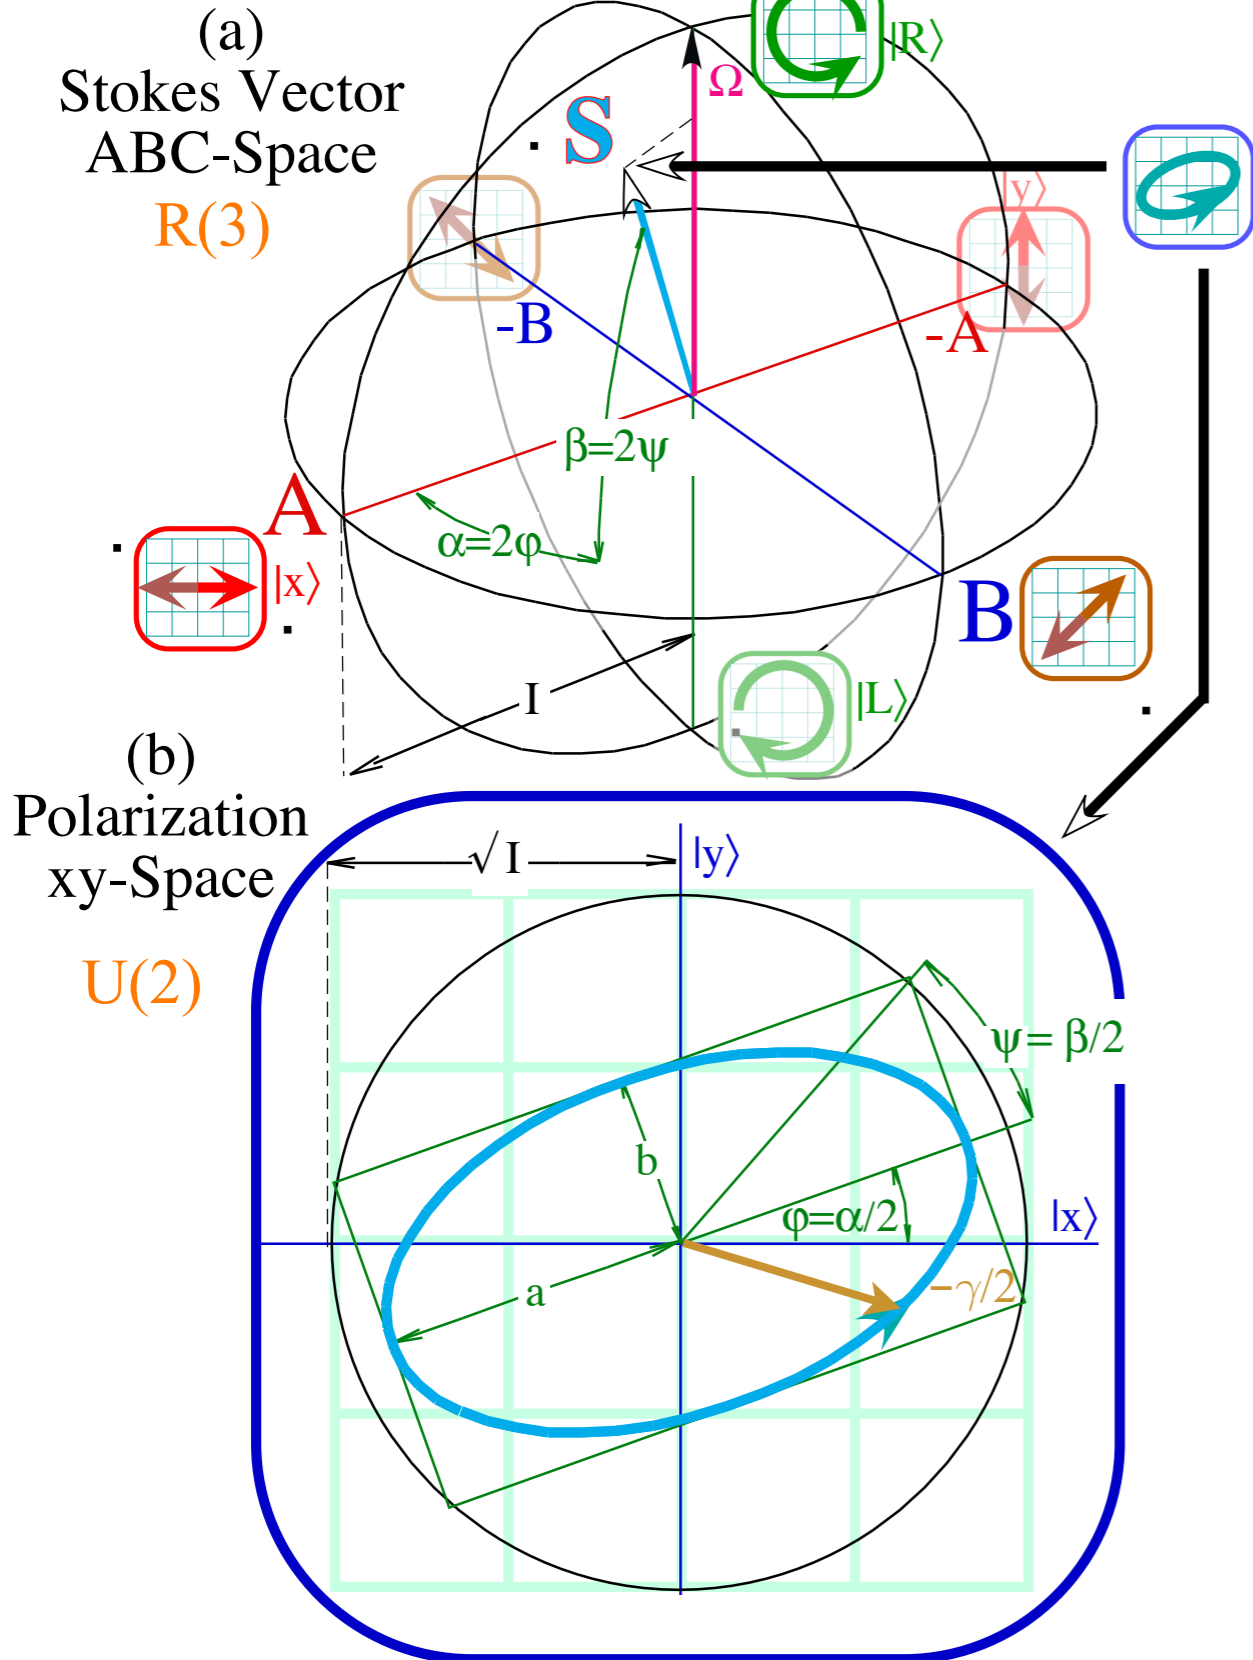 (a)
Stokes Vector
ABC-Space
R(3)
|R⟩
Ω
S
|y⟩
-B
-A
β=2ψ
A
α=2φ
|x⟩
B
I
|L⟩
(b)
Polarization
xy-Space
U(2)
√I
|y⟩
ψ= β/2
b
φ=α/2
|x⟩
a
−γ/2